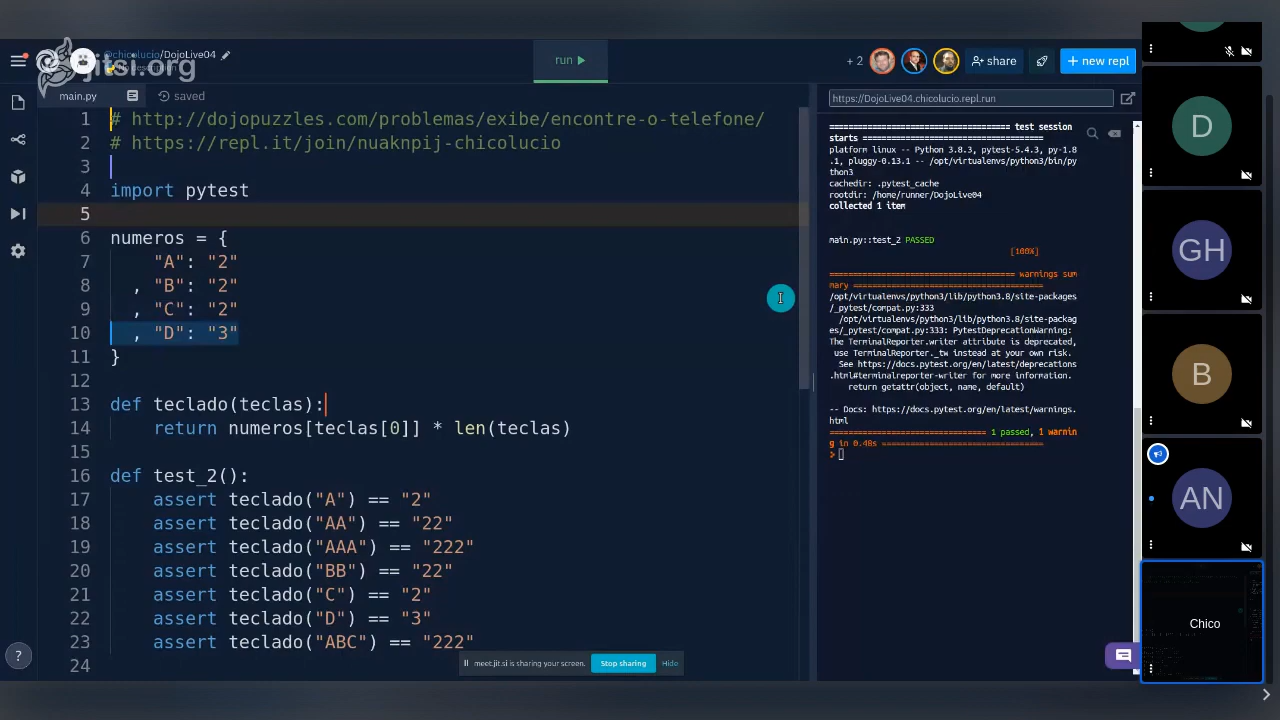 jitsi.org
@chicolucio/DojoLive04
No description
run
+ 2
share
+ new repl
main.py
saved
https://DojoLive04.chicolucio.repl.run
1 # http://dojopuzzles.com/problemas/exibe/encontre-o-telefone/
2 # https://repl.it/join/nuaknpij-chicolucio
3
4 import pytest
5
6 numeros = {
7 "A": "2"
8 , "B": "2"
9 , "C": "2"
10 , "D": "3"
11 }
12
13 def teclado(teclas):
14 return numeros[teclas[0]] * len(teclas)
15
16 def test_2():
17 assert teclado("A") == "2"
18 assert teclado("AA") == "22"
19 assert teclado("AAA") == "222"
20 assert teclado("BB") == "22"
21 assert teclado("C") == "2"
22 assert teclado("D") == "3"
23 assert teclado("ABC") == "222"
24
===================================== test session
starts =========================================
platform linux -- Python 3.8.3, pytest-5.4.3, py-1.8
.1, pluggy-0.13.1 -- /opt/virtualenvs/python3/bin/py
thon3
cachedir: .pytest_cache
rootdir: /home/runner/DojoLive04
collected 1 item
main.py::test_2 PASSED
[100%]
====================================== warnings sum
mary =========================================
/opt/virtualenvs/python3/lib/python3.8/site-packages
/_pytest/compat.py:333
/opt/virtualenvs/python3/lib/python3.8/site-packag
es/_pytest/compat.py:333: PytestDeprecationWarning:
The TerminalReporter.writer attribute is deprecated,
use TerminalReporter._tw instead at your own risk.
See https://docs.pytest.org/en/latest/deprecations
.html#terminalreporter-writer for more information.
return getattr(object, name, default)
-- Docs: https://docs.pytest.org/en/latest/warnings.
html
================================ 1 passed, 1 warnin
g in 0.48s =================================
>
meet.jit.si is sharing your screen.
Stop sharing
Hide
?
D
GH
B
AN
Chico